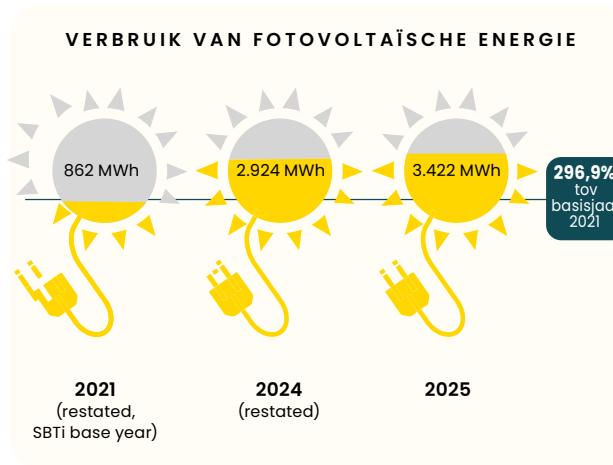 VERBRUIK VAN FOTOVOLTAÏSCHE ENERGIE
862 MWh
2.924 MWh
3.422 MWh
296,9%
tov
basisjaa
2021
2021
(restated,
SBTi base year)
2024
(restated)
2025